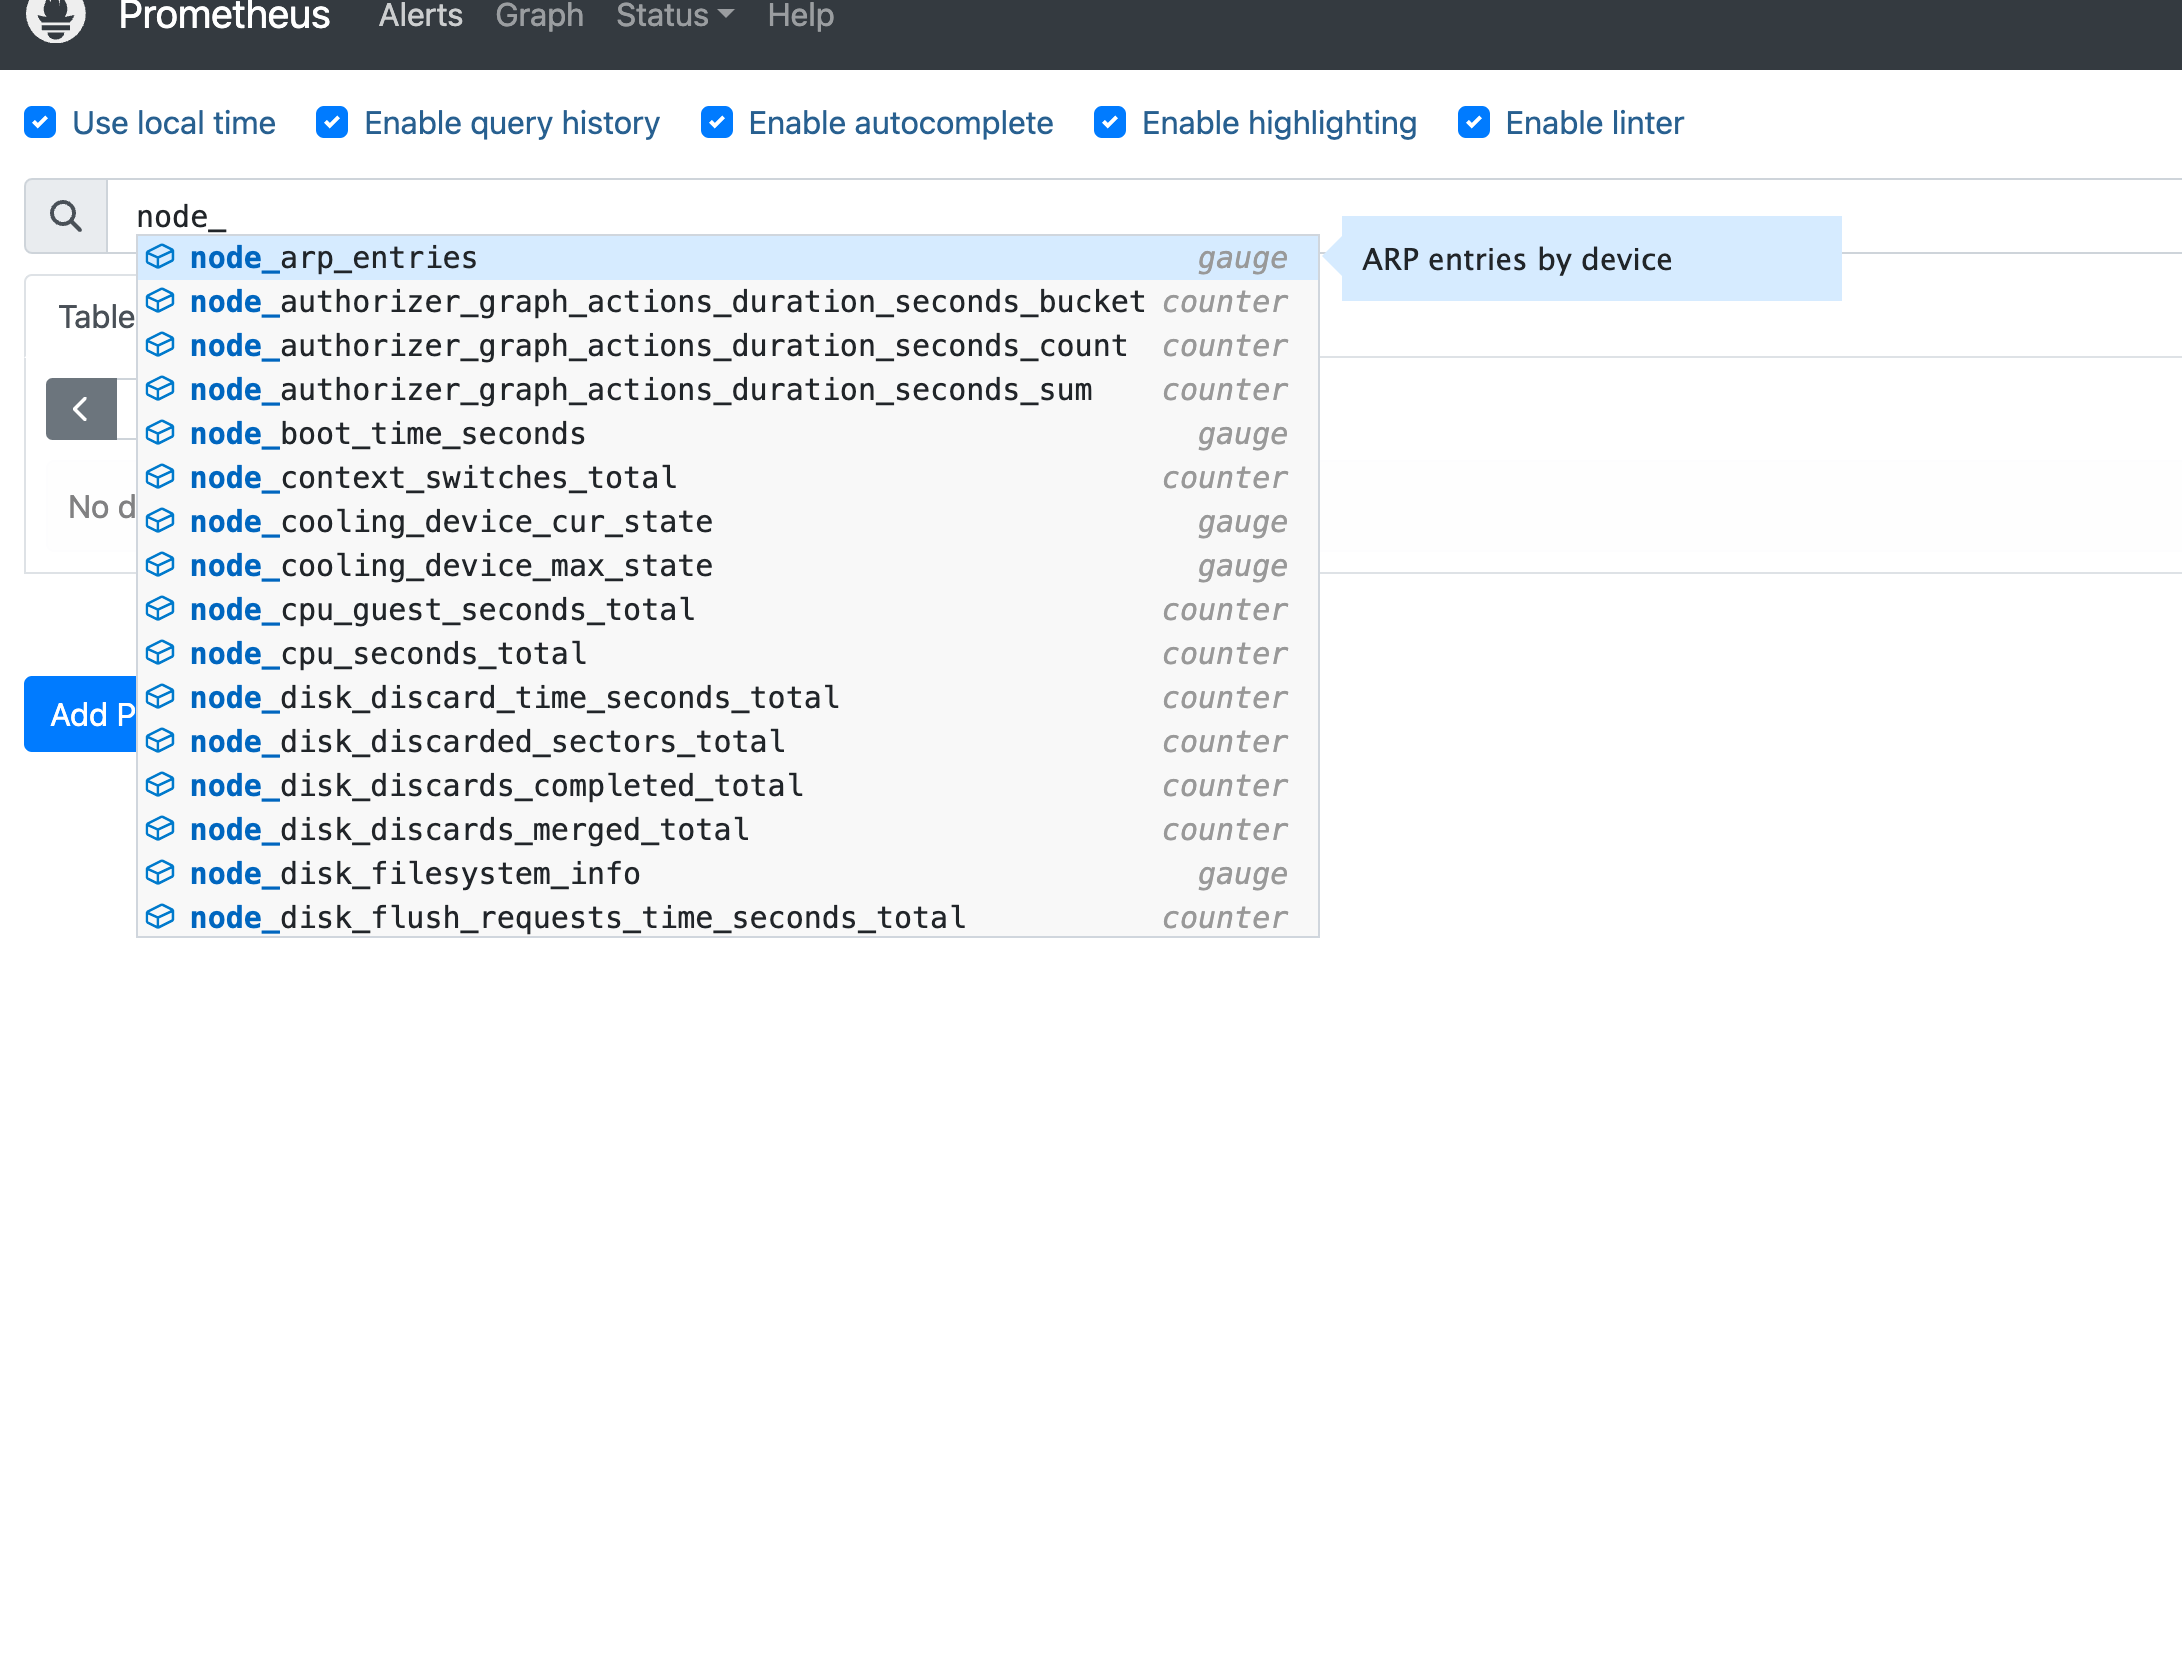 Prometheus Alerts Graph Status Help
Use local time Enable query history Enable autocomplete Enable highlighting Enable linter
node_
node_arp_entries gauge ARP entries by device
node_authorizer_graph_actions_duration_seconds_bucket counter
Table
node_authorizer_graph_actions_duration_seconds_count counter
node_authorizer_graph_actions_duration_seconds_sum counter
node_boot_time_seconds gauge
node_context_switches_total counter
No d
node_cooling_device_cur_state gauge
node_cooling_device_max_state gauge
node_cpu_guest_seconds_total counter
node_cpu_seconds_total counter
node_disk_discard_time_seconds_total counter
Add P
node_disk_discarded_sectors_total counter
node_disk_discards_completed_total counter
node_disk_discards_merged_total counter
node_disk_filesystem_info gauge
node_disk_flush_requests_time_seconds_total counter